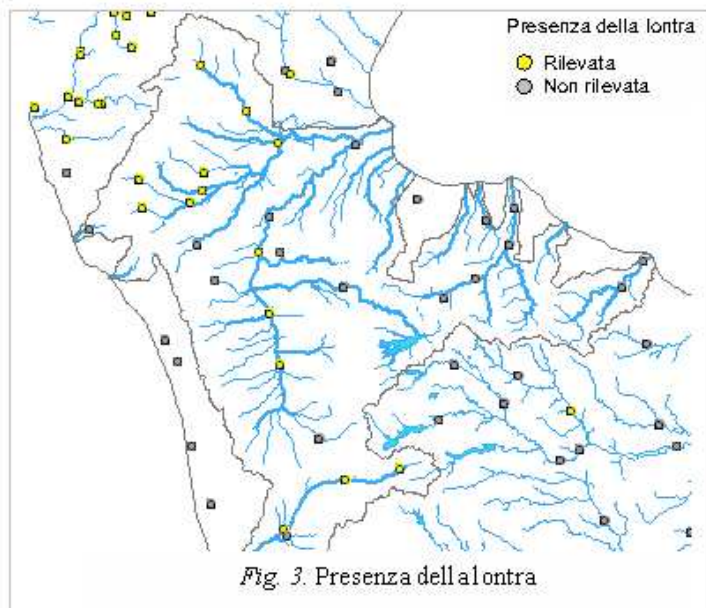 Presenza della lontra
Rilevata
Non rilevata
Fig. 3. Presenza della lontra